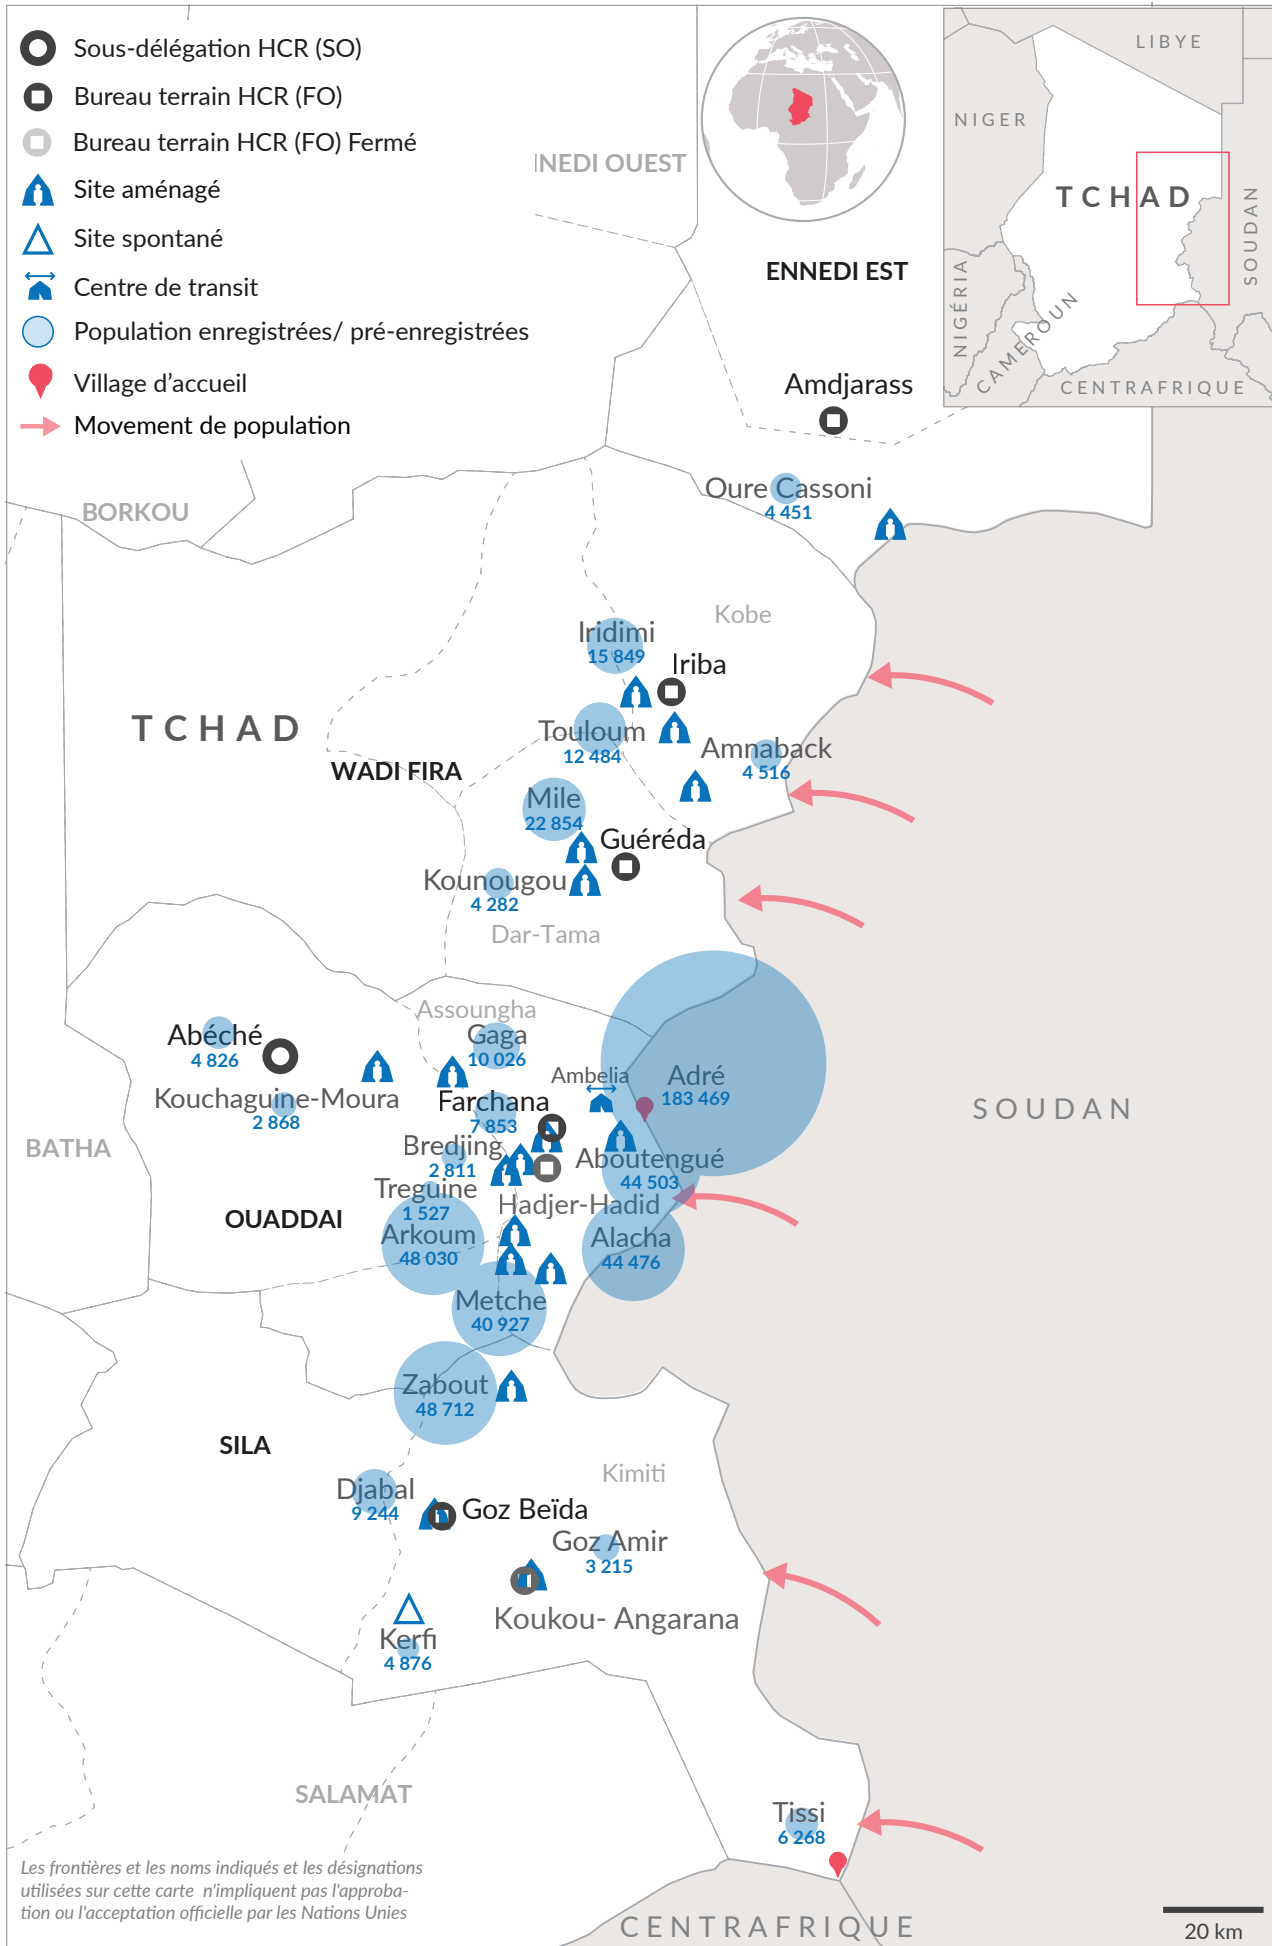 Sous-délégation HCR (SO)
Bureau terrain HCR (FO)
Bureau terrain HCR (FO) Fermé
Site aménagé
Site spontané
Centre de transit
Population enregistrées/ pré-enregistrées
Village d'accueil
Movement de population
LIBYE
NIGER
TCHAD
SOUDAN
NIGÉRIA
CAMEROUN
CENTRAFRIQUE
NNEDI OUEST
ENNEDI EST
Amdjarass
Oure Cassoni
4 451
BORKOU
Kobe
Iridimi
15 849
Iriba
TCHAD
Touloum
12 484
Amnaback
4 516
WADI FIRA
Mile
22 854
Guéréda
Kounougou
4 282
Dar-Tama
Assoungha
Abéché
4 826
Gaga
10 026
Ambelia
Adré
183 469
Kouchaguine-Moura
2 868
Farchana
7 853
SOUDAN
BATHA
Bredjing
2 811
Aboutengué
44 503
Treguine
1 527
Hadjer-Hadid
OUADDAI
Arkoum
48 030
Alacha
44 476
Metche
40 927
Zabout
48 712
SILA
Kimiti
Djabal
9 244
Goz Beïda
Goz Amir
3 215
Koukou- Angarana
Kerfi
4 876
SALAMAT
Tissi
6 268
Les frontières et les noms indiqués et les désignations
utilisées sur cette carte n'impliquent pas l'approba-
tion ou l'acceptation officielle par les Nations Unies
CENTRAFRIQUE
20 km